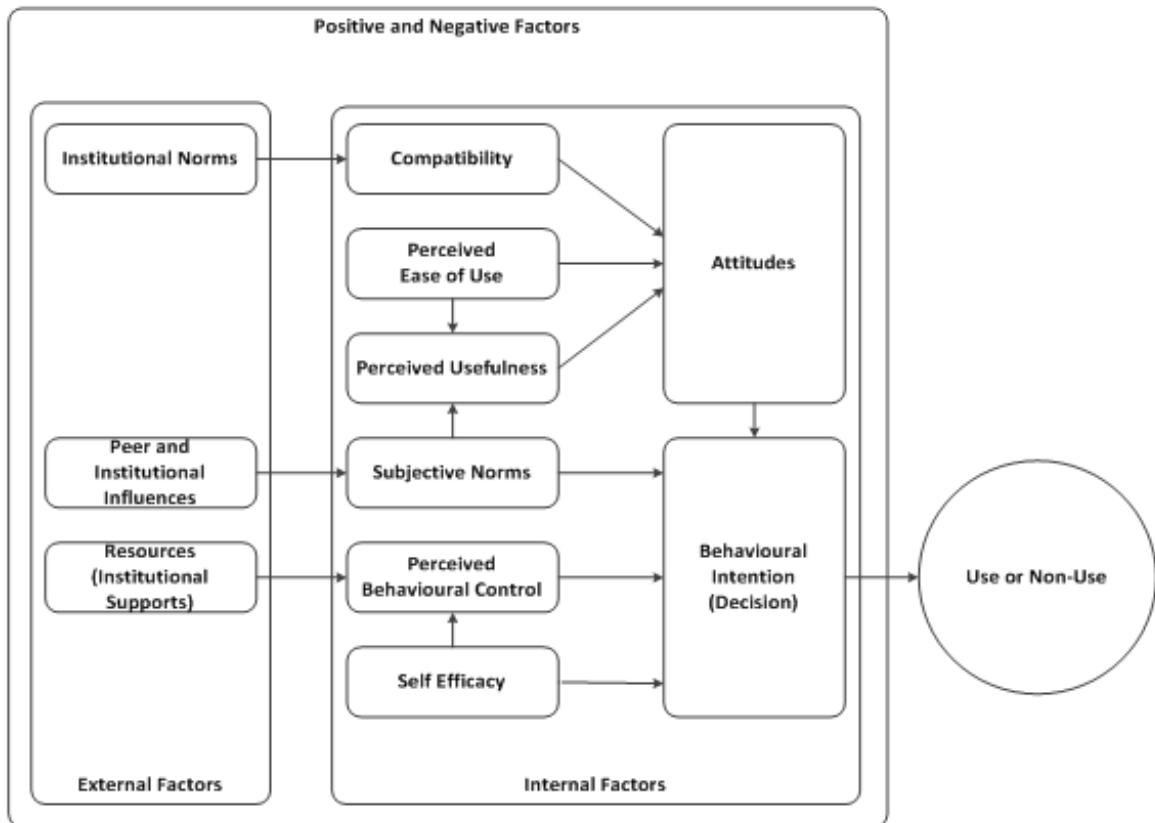 Positive and Negative Factors
Institutional Norms
Compatibility
Perceived
Ease of Use
Attitudes
Perceived Usefulness
Peer and
Institutional
Influences
Subjective Norms
Resources
(Institutional
Supports)
Perceived
Behavioural Control
Behavioural
Intention
(Decision)
Use or Non-Use
Self Efficacy
External Factors
Internal Factors